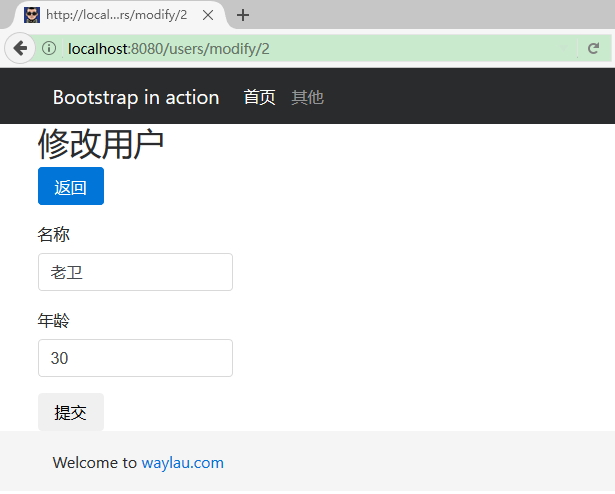 http://local...rs/modify/2
localhost:8080/users/modify/2
Bootstrap in action 首页 其他
修改用户
返回
名称
老卫
年龄
30
提交
Welcome to waylau.com